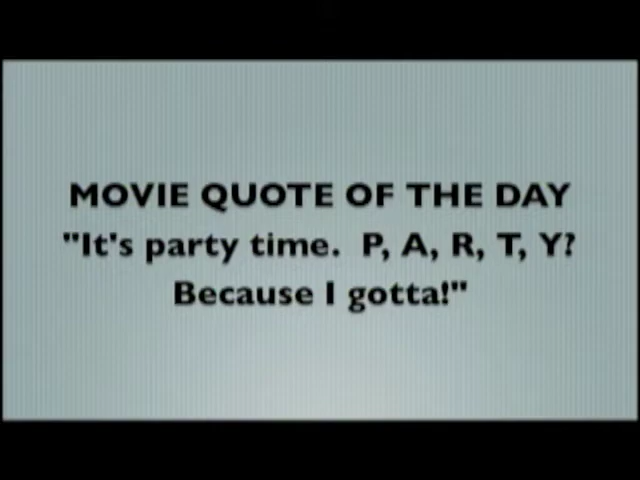 MOVIE QUOTE OF THE DAY
"It's party time.  P, A, R, T, Y?
Because I gotta!"